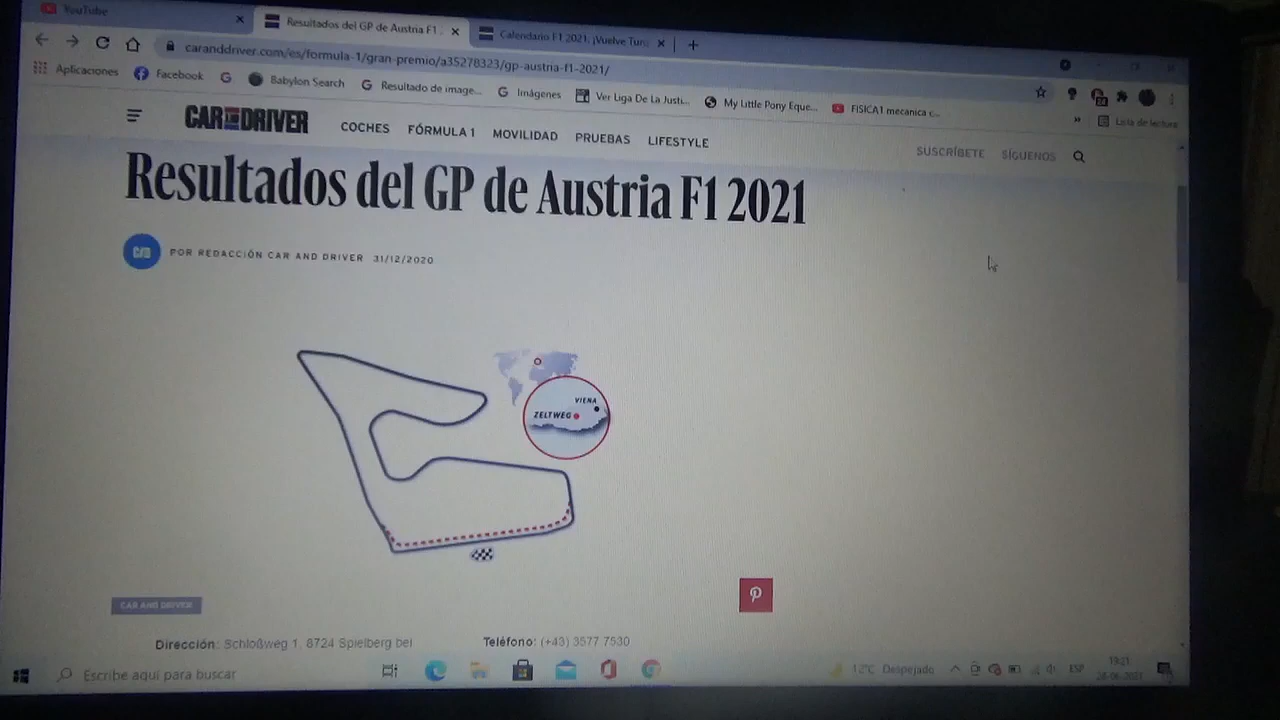 YouTube
Resultados del GP de Austria F1
Calendario F1 2021: ¡Vuelve Turq
caranddriver.com/es/formula-1/gran-premio/a35278323/gp-austria-f1-2021/
Aplicaciones Facebook Babylon Search Resultado de image... Imágenes Ver Liga De La Justi... My Little Pony Eque... FISICA1 mecanica c...
Lista de lectura
CAR AND DRIVER COCHES FÓRMULA 1 MOVILIDAD PRUEBAS LIFESTYLE SUSCRÍBETE SÍGUENOS
Resultados del GP de Austria F1 2021
C/D POR REDACCIÓN CAR AND DRIVER 31/12/2020
VIENA
ZELTWEG
CAR AND DRIVER
Dirección: Schloßweg 1, 8724 Spielberg bei Teléfono: (+43) 3577 7530
Escribe aquí para buscar 12°C Despejado ESP 19:21